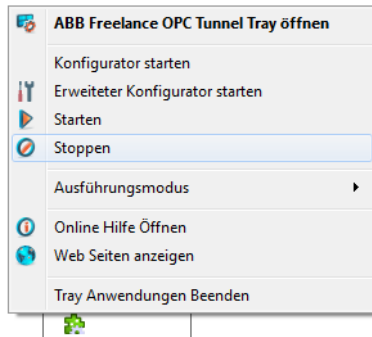 ABB Freelance OPC Tunnel Tray öffnen
Konfigurator starten
Erweiteter Konfigurator starten
Starten
Stoppen
Ausführungsmodus
Online Hilfe Öffnen
Web Seiten anzeigen
Tray Anwendungen Beenden